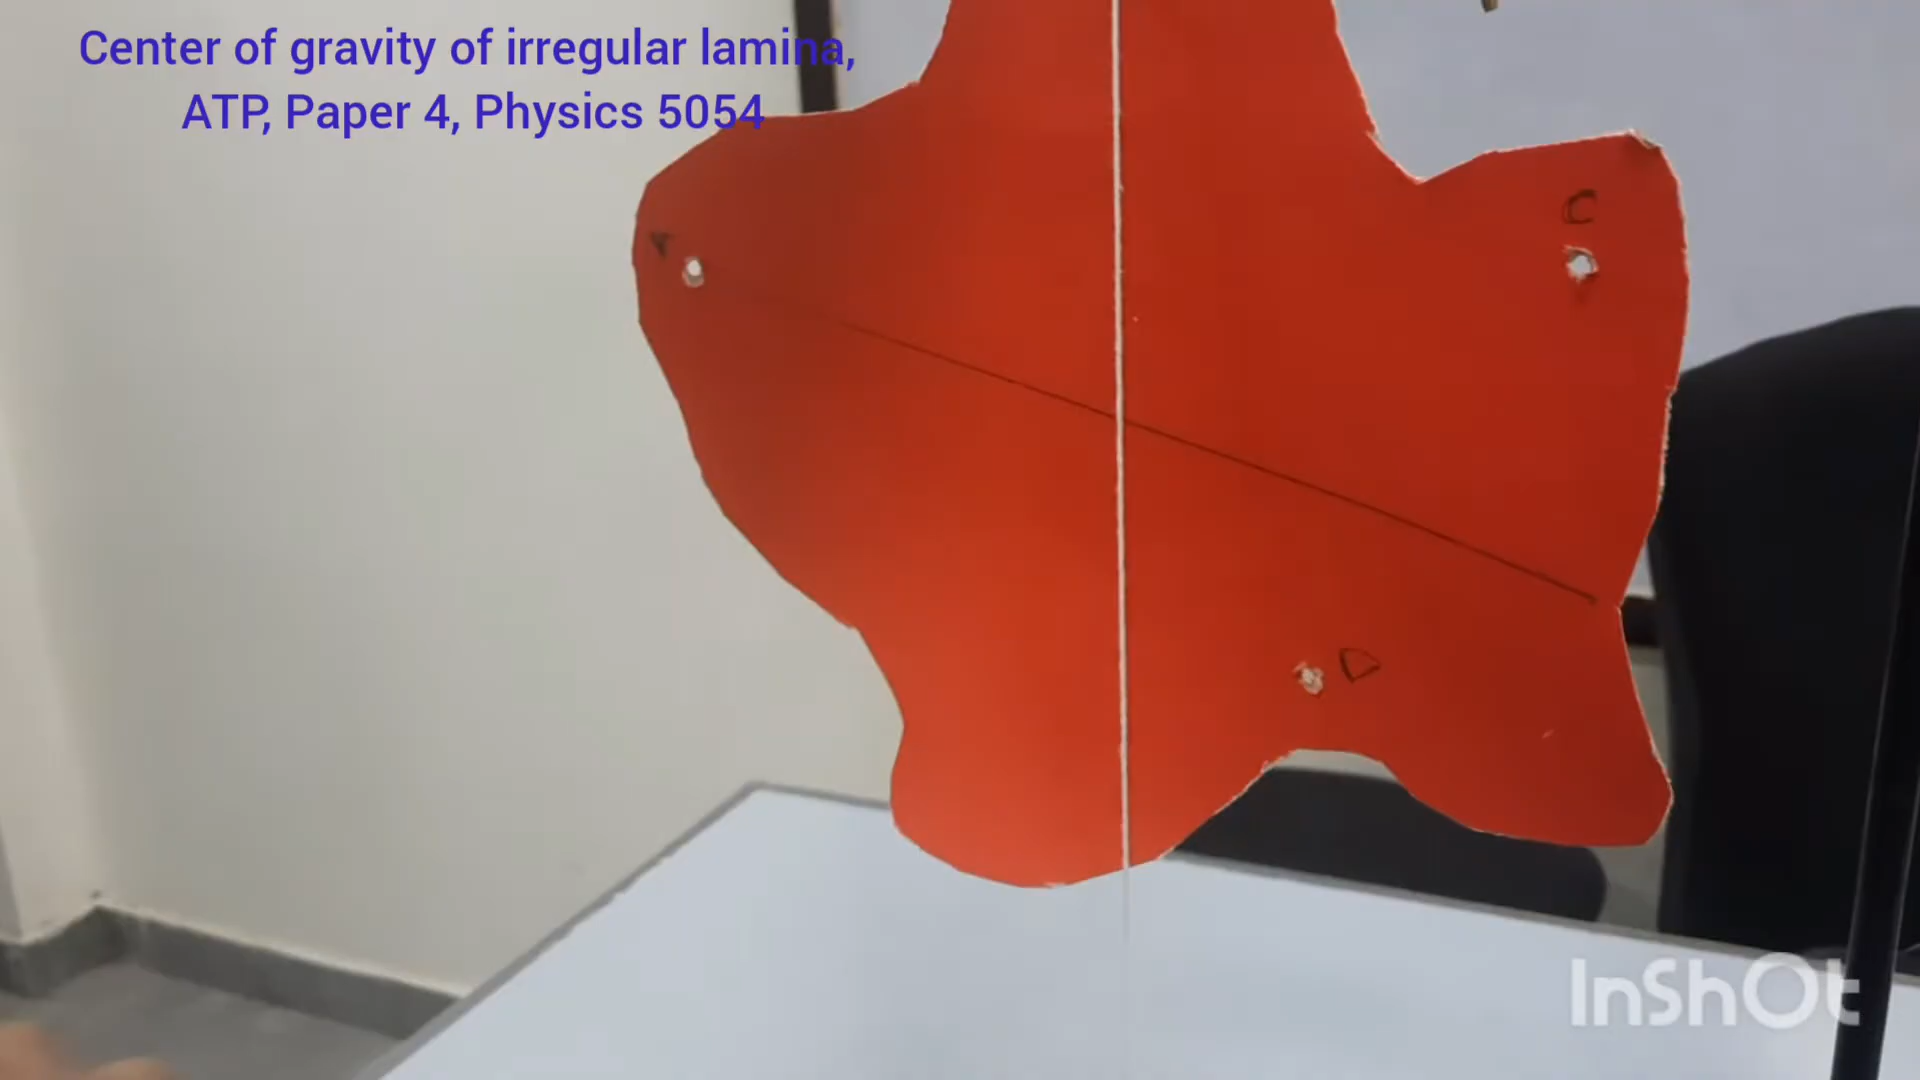 Center of gravity of irregular lamina,
ATP, Paper 4, Physics 5054
A
C
D
InShOt